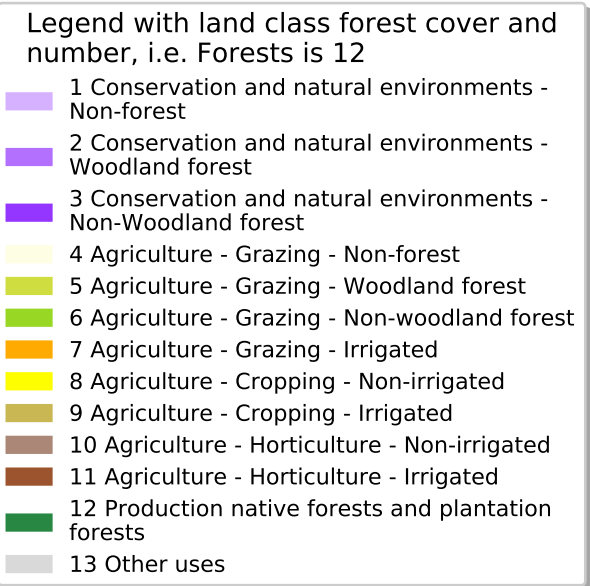 Legend with land class forest cover and
number, i.e. Forests is 12
1 Conservation and natural environments -
Non-forest
2 Conservation and natural environments -
Woodland forest
3 Conservation and natural environments -
Non-Woodland forest
4 Agriculture - Grazing - Non-forest
5 Agriculture - Grazing - Woodland forest
6 Agriculture - Grazing - Non-woodland forest
7 Agriculture - Grazing - Irrigated
8 Agriculture - Cropping - Non-irrigated
9 Agriculture - Cropping - Irrigated
10 Agriculture - Horticulture - Non-irrigated
11 Agriculture - Horticulture - Irrigated
12 Production native forests and plantation
forests
13 Other uses